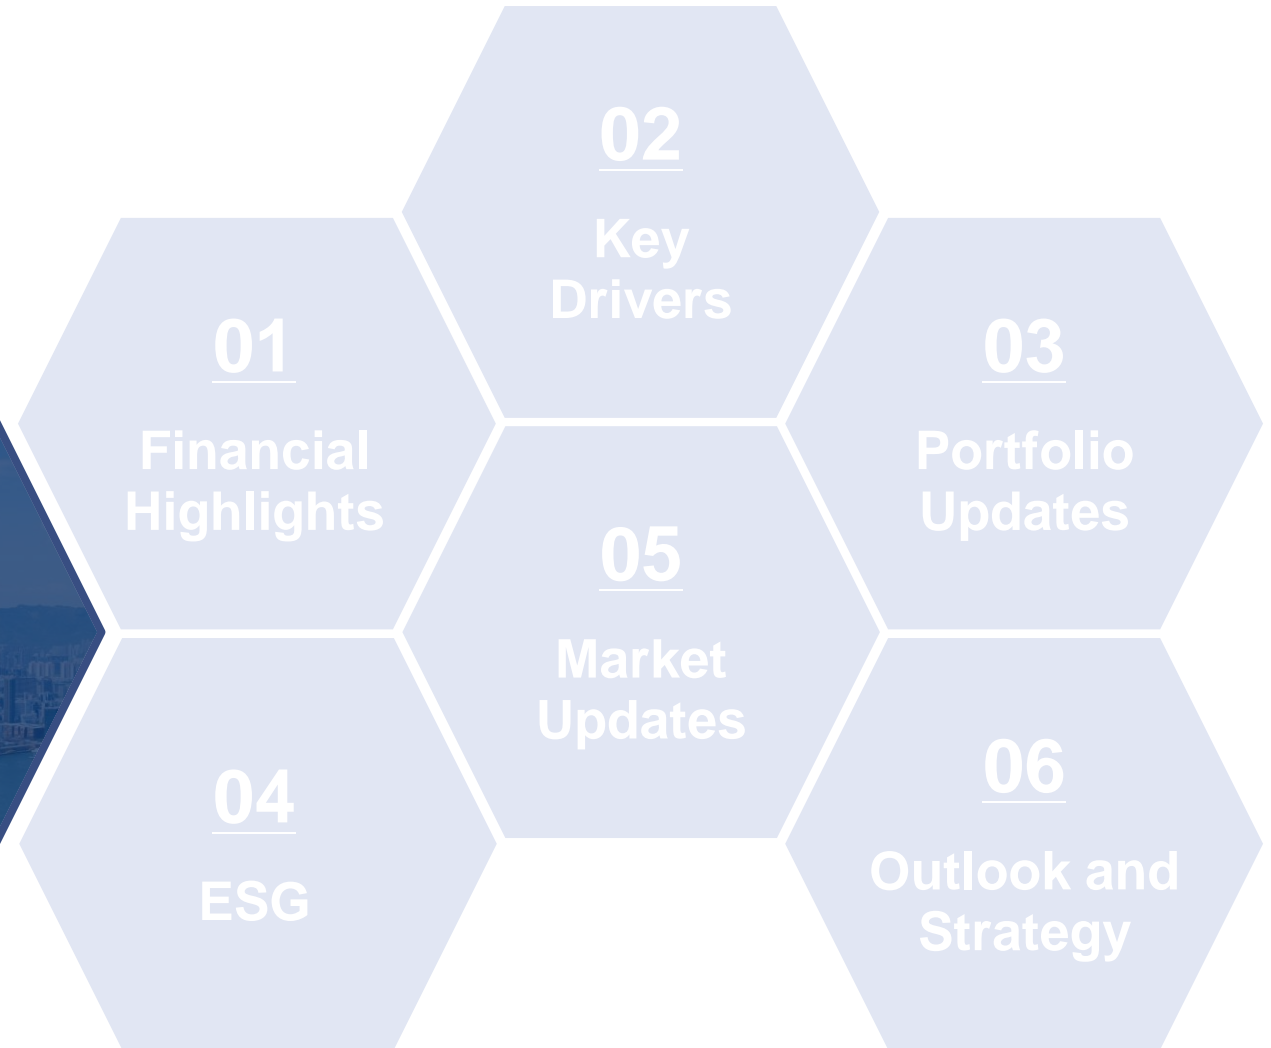 01
Financial
Highlights
02
Key
Drivers
03
Portfolio
Updates
04
ESG
05
Market
Updates
06
Outlook and
Strategy